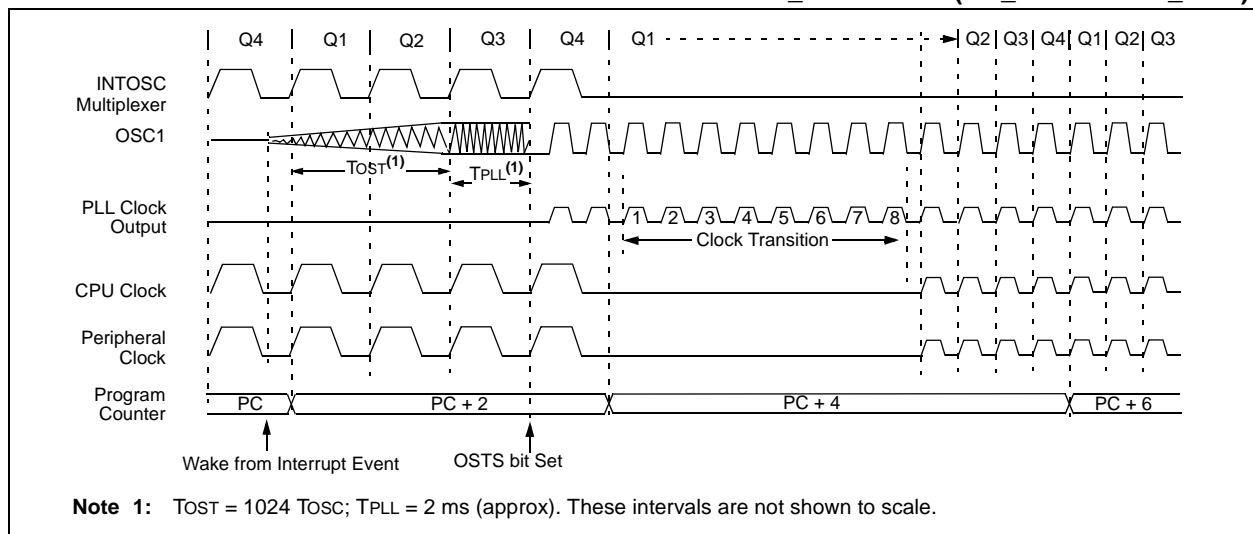 Q4 Q1 Q2 Q3 Q4 Q1 Q2 Q3 Q4 Q1 Q2 Q3
INTOSC
Multiplexer
OSC1
TOST(1)
TPLL(1)
PLL Clock
Output
1 2 3 4 5 6 7 8
Clock Transition
CPU Clock
Peripheral
Clock
Program
Counter
PC PC + 2 PC + 4 PC + 6
Wake from Interrupt Event OSTS bit Set
Note 1: TOST = 1024 TOSC; TPLL = 2 ms (approx). These intervals are not shown to scale.